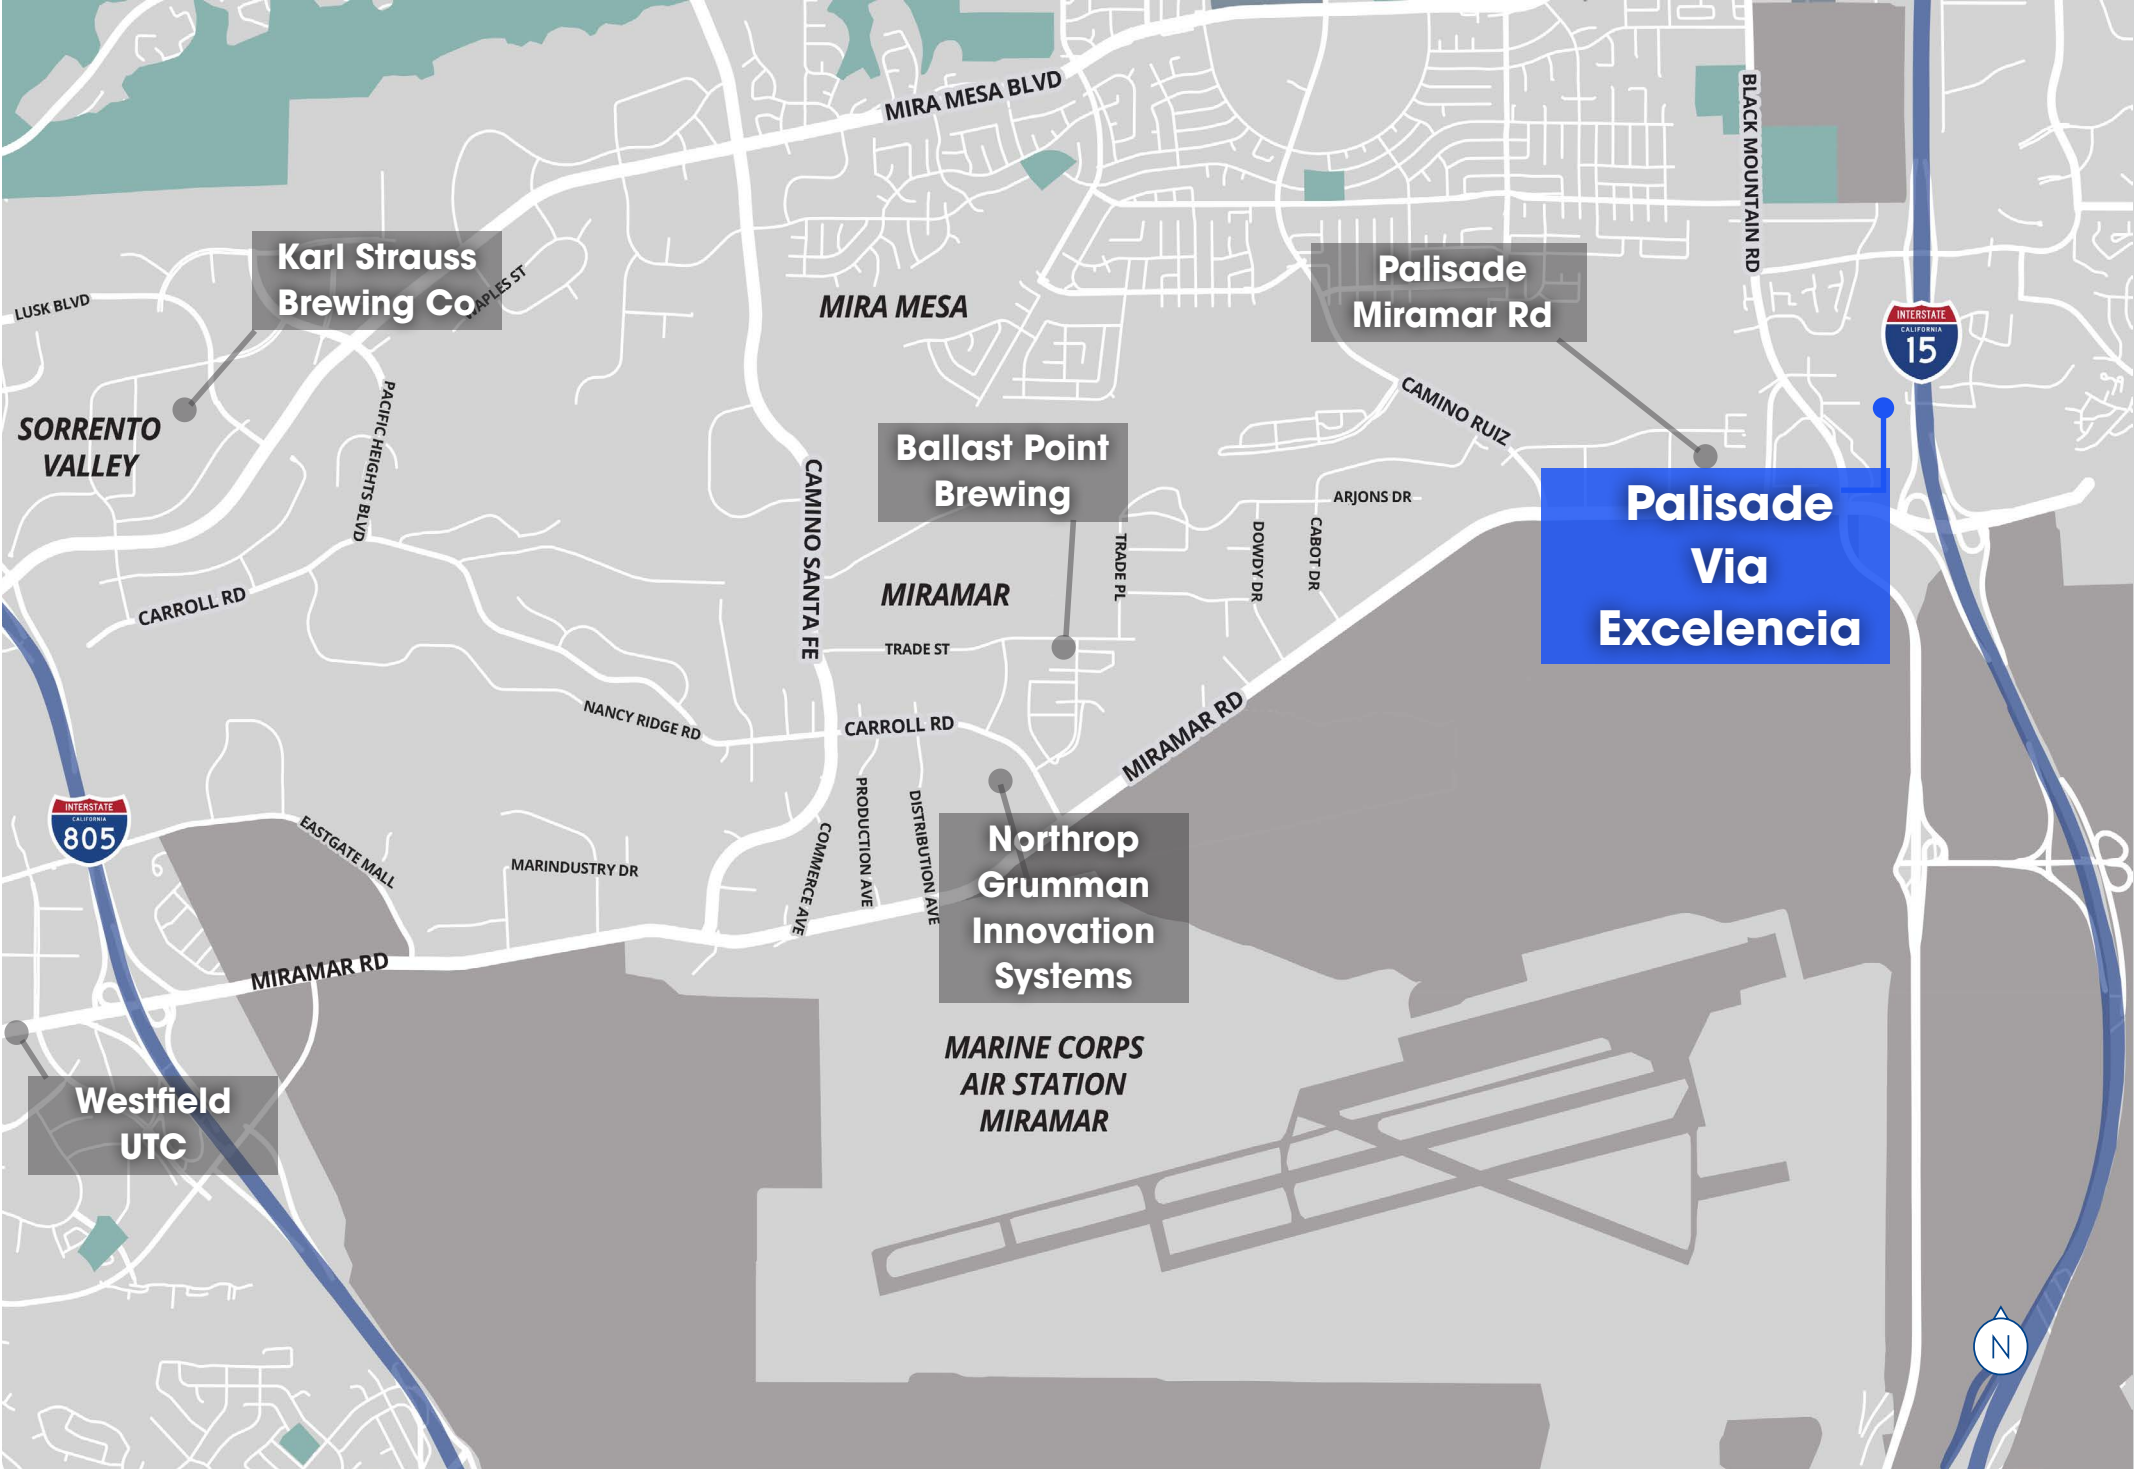 MIRA MESA BLVD
BLACK MOUNTAIN RD
Karl Strauss
Brewing Co
MAPLES ST
LUSK BLVD
MIRA MESA
Palisade
Miramar Rd
INTERSTATE
CALIFORNIA
15
SORRENTO
VALLEY
PACIFIC HEIGHTS BLVD
CAMINO RUIZ
Ballast Point
Brewing
CAMINO SANTA FE
ARJONS DR
TRADE PL
DOWDY DR
CABOT DR
Palisade
Via
Excelencia
CARROLL RD
MIRAMAR
TRADE ST
NANCY RIDGE RD
CARROLL RD
MIRAMAR RD
INTERSTATE
CALIFORNIA
805
EASTGATE MALL
MARINDUSTRY DR
COMMERCE AVE
PRODUCTION AVE
DISTRIBUTION AVE
Northrop
Grumman
Innovation
Systems
MIRAMAR RD
MARINE CORPS
AIR STATION
MIRAMAR
Westfield
UTC
N